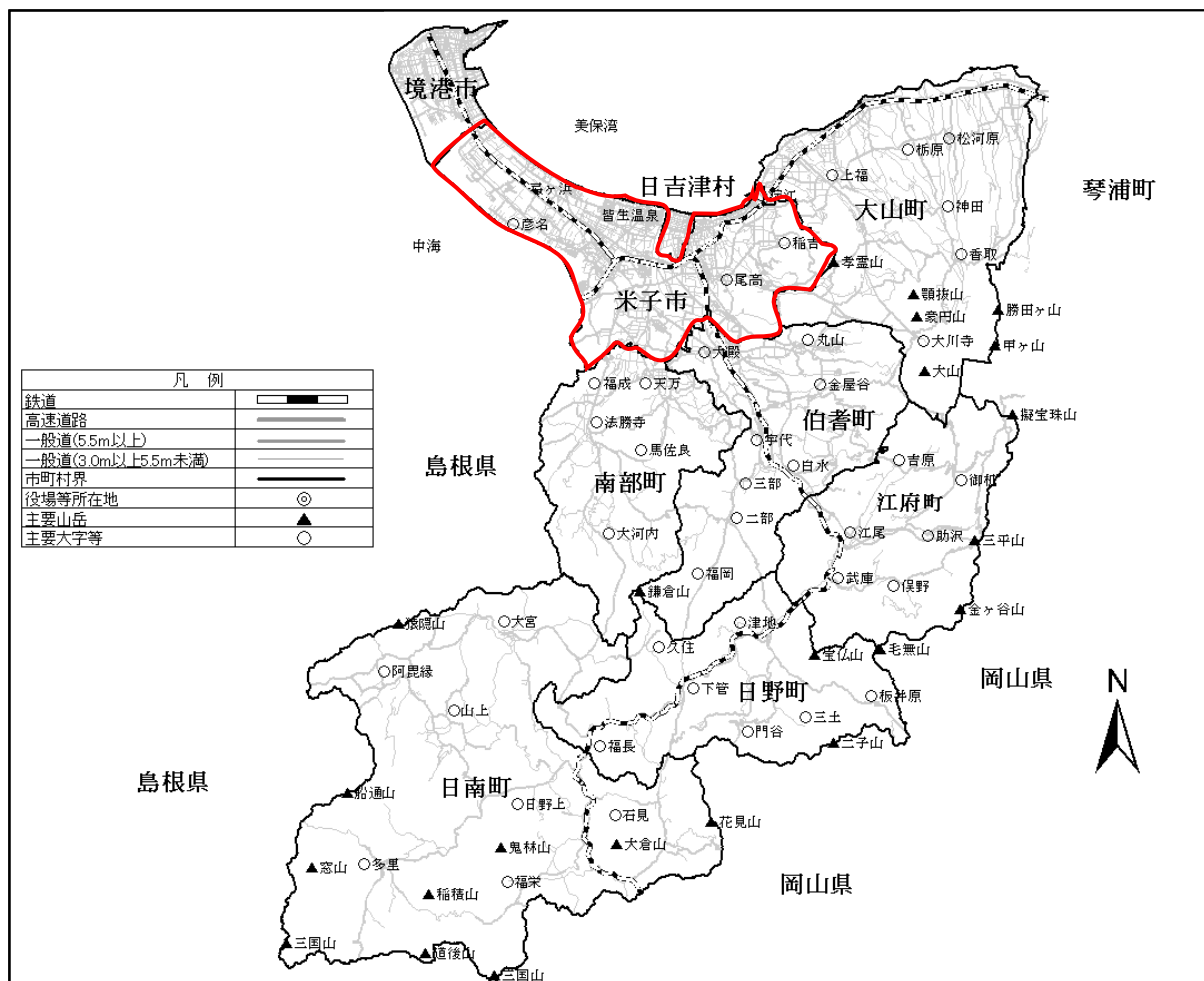 境港市
美保湾
松河原
栃原
上福
弓ヶ浜
日吉津村
淀江
琴浦町
皆生温泉
大山町
神田
彦名
稲吉
中海
香取
孝霊山
尾高
米子市
顎抜山
勝田ヶ山
豪円山
丸山
大川寺
甲ヶ山
大殿
大山
福成
天万
金屋谷
擬宝珠山
法勝寺
伯耆町
宇代
馬佐良
吉原
島根県
白水
南部町
三部
御机
江府町
二部
大河内
江尾
助沢
三平山
福岡
武庫
俣野
鎌倉山
金ヶ谷山
猿隠山
大宮
津地
久住
宝仏山
毛無山
阿毘縁
岡山県
N
下菅
日野町
板井原
山上
三土
門谷
福長
三子山
島根県
日南町
船通山
日野上
石見
花見山
鬼林山
大倉山
窓山
多里
福栄
岡山県
稲積山
三国山
道後山
三国山
凡 例
鉄道
高速道路
一般道(5.5m以上)
一般道(3.0m以上5.5m未満)
市町村界
役場等所在地
主要山岳
主要大字等